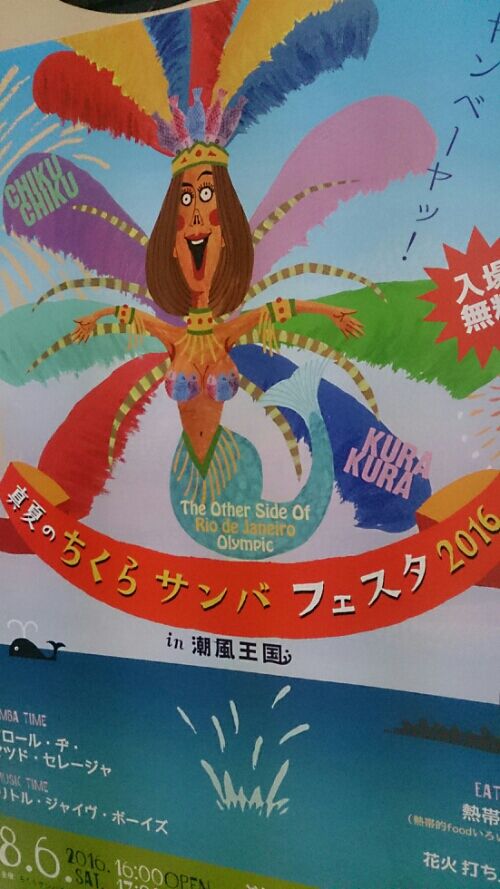 ンベーヤッ!
CHIKU
CHIKU
入場
無料
KURA
KURA
The Other Side Of
Rio de Janeiro
Olympic
真夏の ちくら サンバ フェスタ 2016
in 潮風王国
MBA TIME
ロール・ヂ・
マツド・セレージャ
USIC TIME
リトル・ジャイヴ・ボーイズ
EAT
熱帯
(熱帯的foodいろい
花火 打ち
8.6. 2016. SAT. 16:00 OPEN